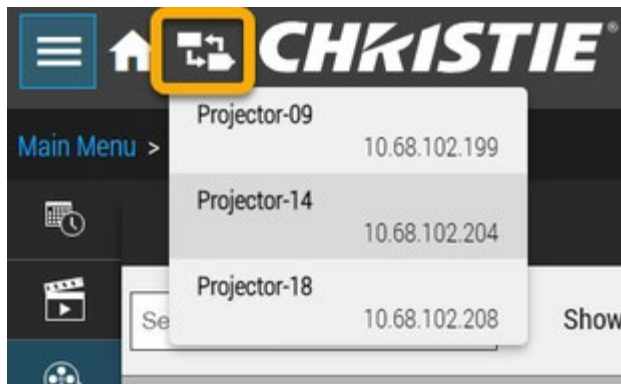 CHRISTIE®
Main Menu >
Projector-09
10.68.102.199
Projector-14
10.68.102.204
Projector-18
10.68.102.208
Se
Show